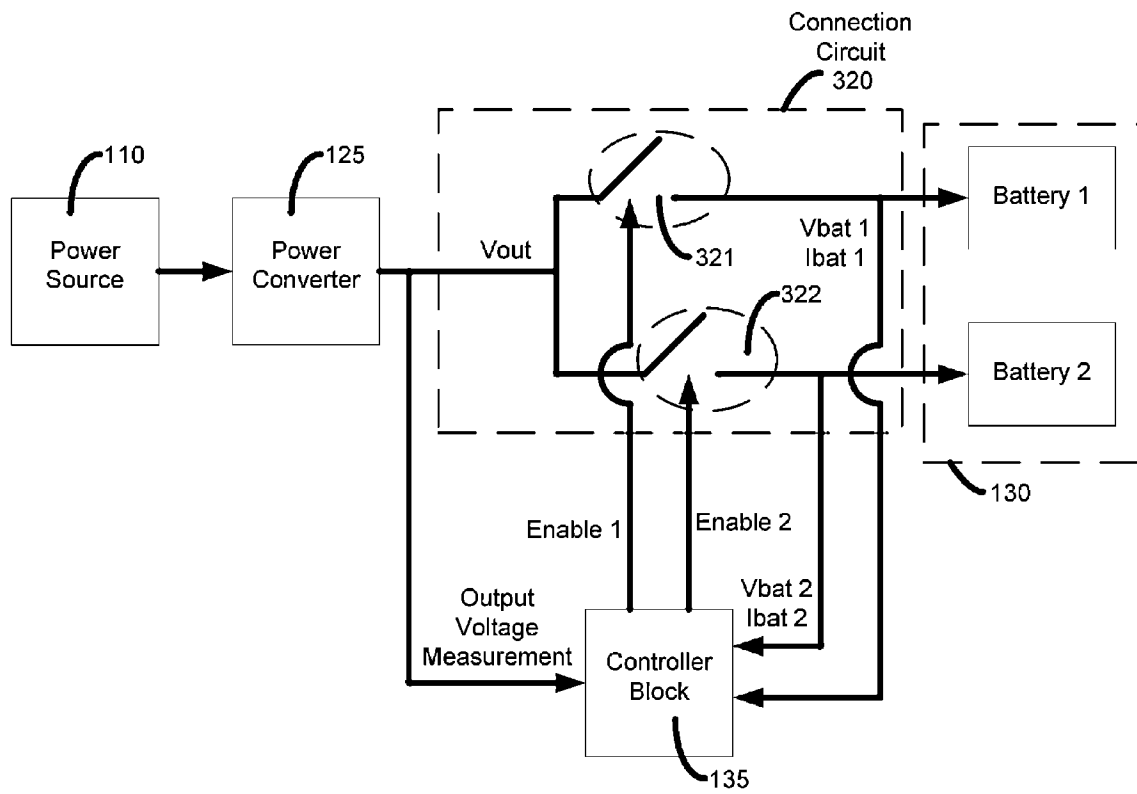 Connection
Circuit
320
110
125
Power
Source
Power
Converter
Vout
321
Vbat 1
Ibat 1
Battery 1
322
Battery 2
130
Enable 1
Enable 2
Output
Voltage
Measurement
Vbat 2
Ibat 2
Controller
Block
135